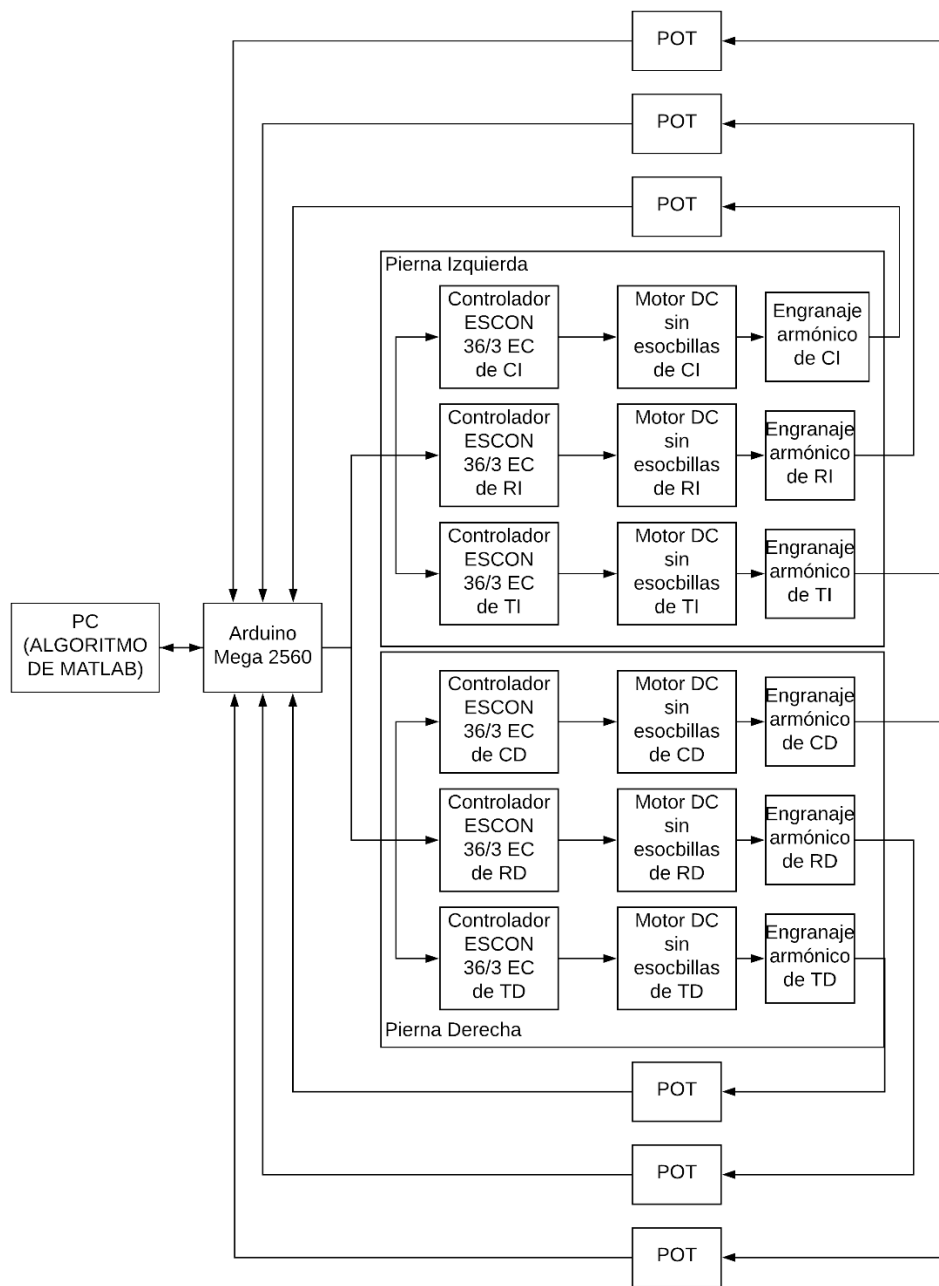 POT
POT
POT
Pierna Izquierda
Controlador
ESCON
36/3 EC
de CI
Motor DC
sin
esocbillas
de CI
Engranaje
armónico
de CI
Controlador
ESCON
36/3 EC
de RI
Motor DC
sin
esocbillas
de RI
Engranaje
armónico
de RI
Controlador
ESCON
36/3 EC
de TI
Motor DC
sin
esocbillas
de TI
Engranaje
armónico
de TI
PC
(ALGORITMO
DE MATLAB)
Arduino
Mega 2560
Controlador
ESCON
36/3 EC
de CD
Motor DC
sin
esocbillas
de CD
Engranaje
armónico
de CD
Controlador
ESCON
36/3 EC
de RD
Motor DC
sin
esocbillas
de RD
Engranaje
armónico
de RD
Controlador
ESCON
36/3 EC
de TD
Motor DC
sin
esocbillas
de TD
Engranaje
armónico
de TD
Pierna Derecha
POT
POT
POT